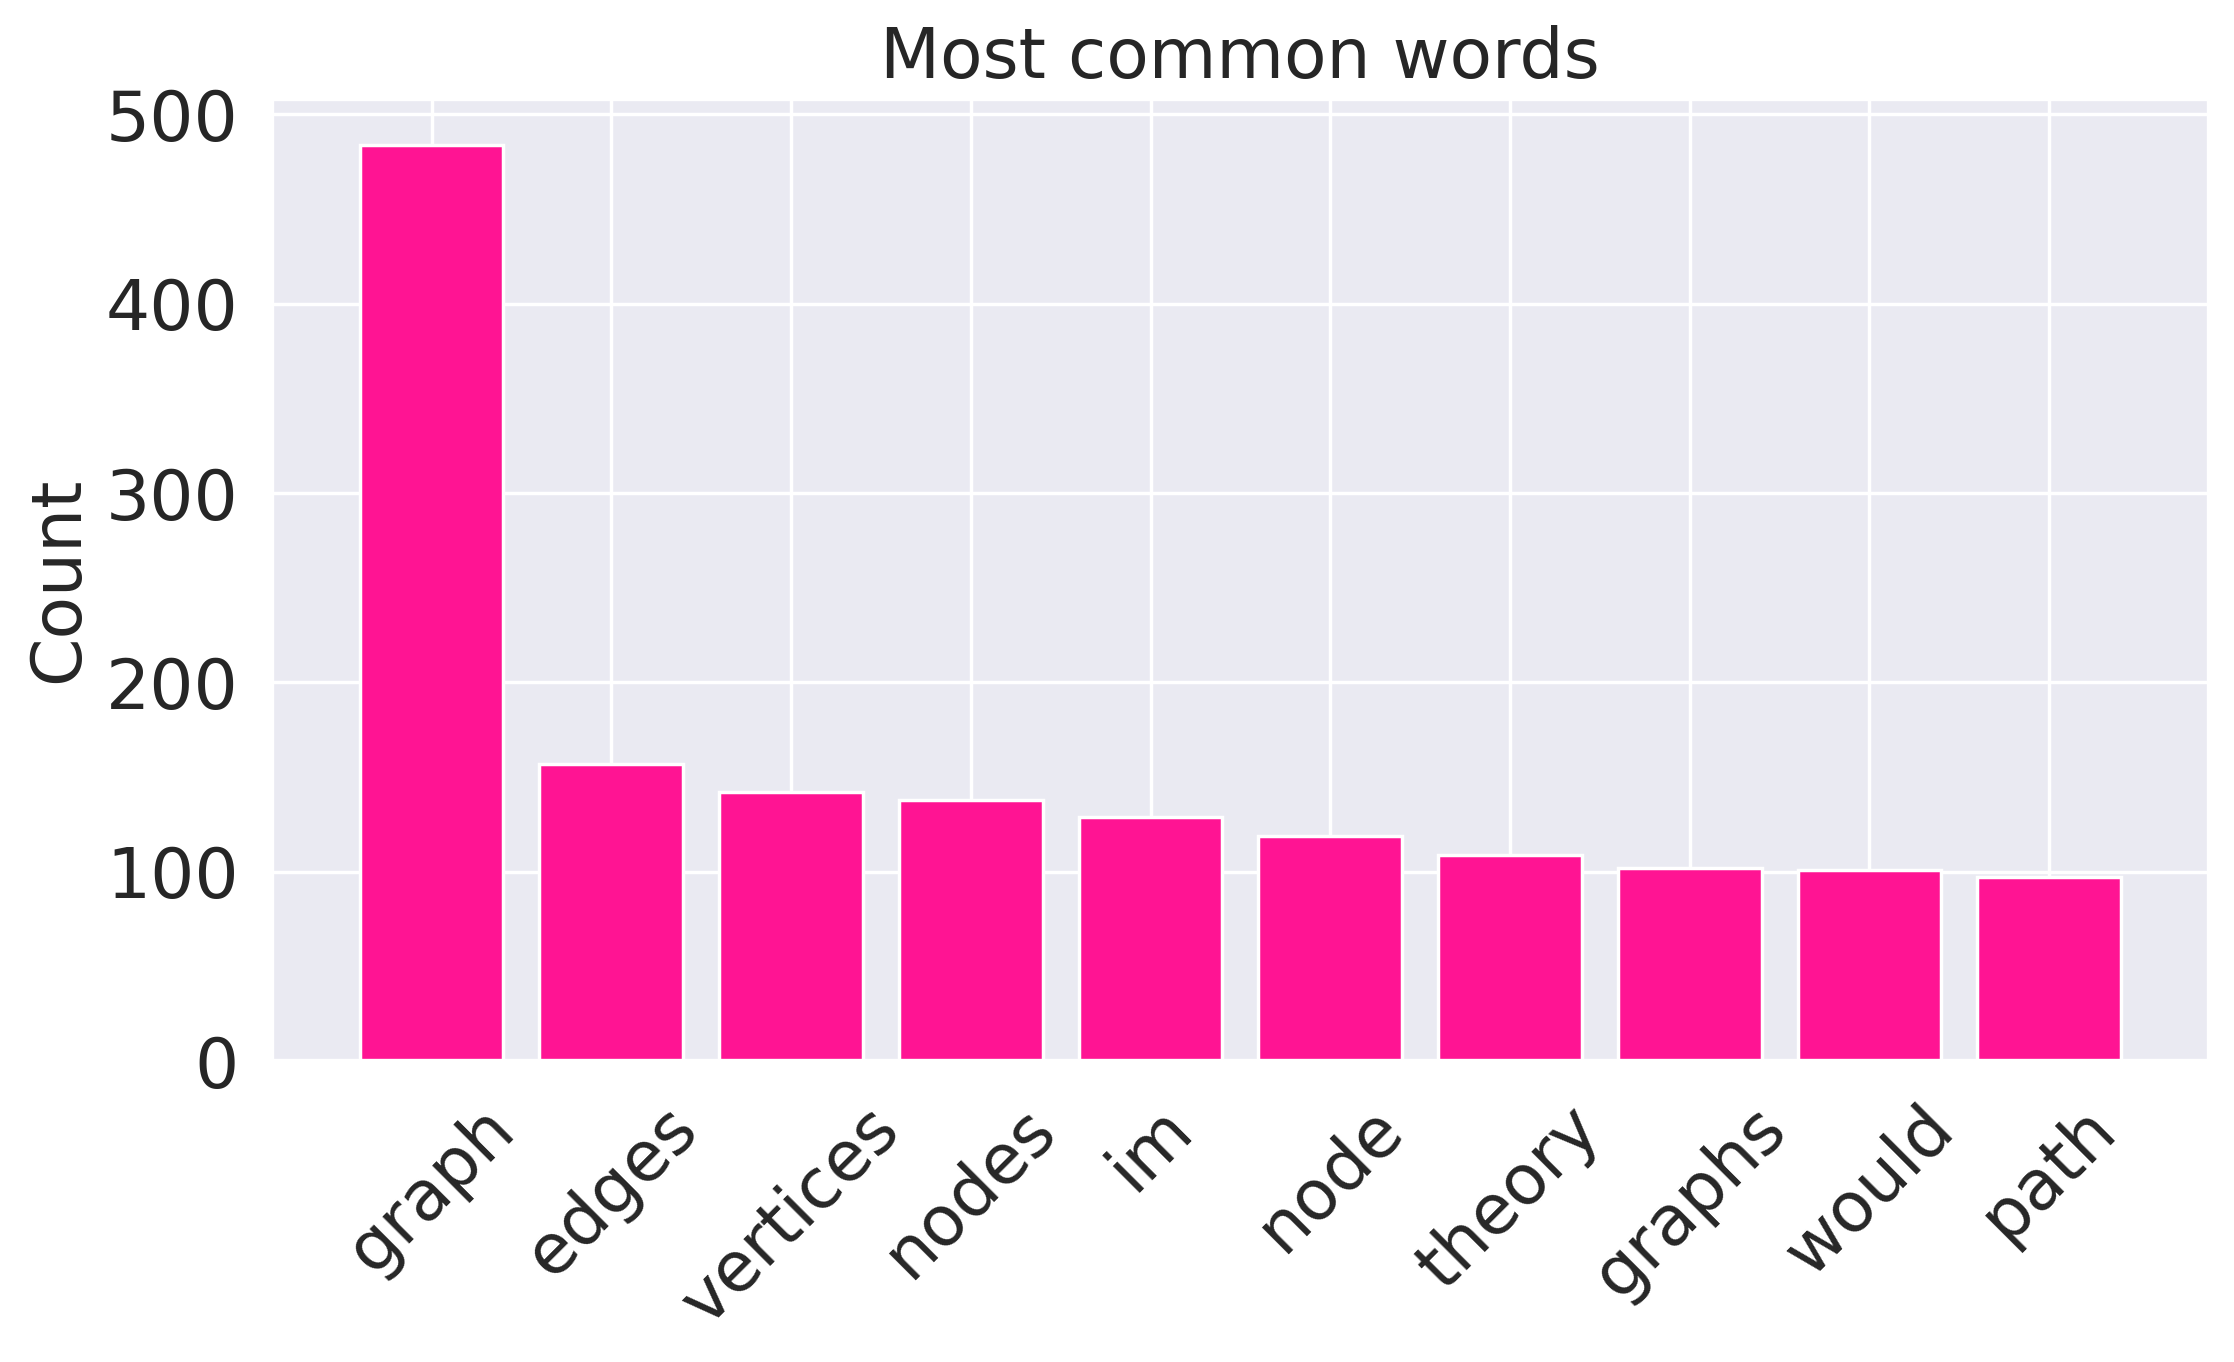 Most common words
Count
500
400
300
200
100
0
graph
edges
vertices
nodes
im
node
theory
graphs
would
path